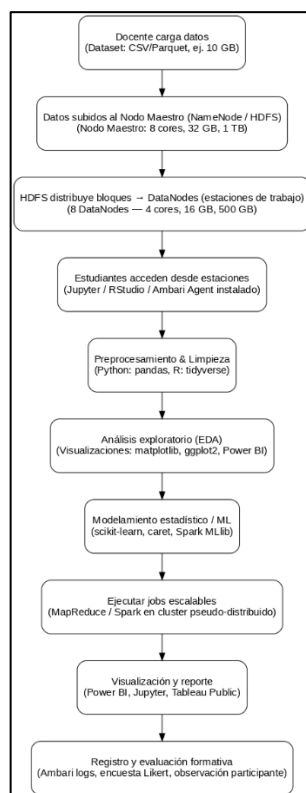 Docente carga datos
(Dataset: CSV/Parquet, ej. 10 GB)
Datos subidos al Nodo Maestro (NameNode / HDFS)
(Nodo Maestro: 8 cores, 32 GB, 1 TB)
HDFS distribuye bloques → DataNodes (estaciones de trabajo)
(8 DataNodes — 4 cores, 16 GB, 500 GB)
Estudiantes acceden desde estaciones
(Jupyter / RStudio / Ambari Agent instalado)
Preprocesamiento & Limpieza
(Python: pandas, R: tidyverse)
Análisis exploratorio (EDA)
(Visualizaciones: matplotlib, ggplot2, Power BI)
Modelamiento estadístico / ML
(scikit-learn, caret, Spark MLlib)
Ejecutar jobs escalables
(MapReduce / Spark en cluster pseudo-distribuido)
Visualización y reporte
(Power BI, Jupyter, Tableau Public)
Registro y evaluación formativa
(Ambari logs, encuesta Likert, observación participante)